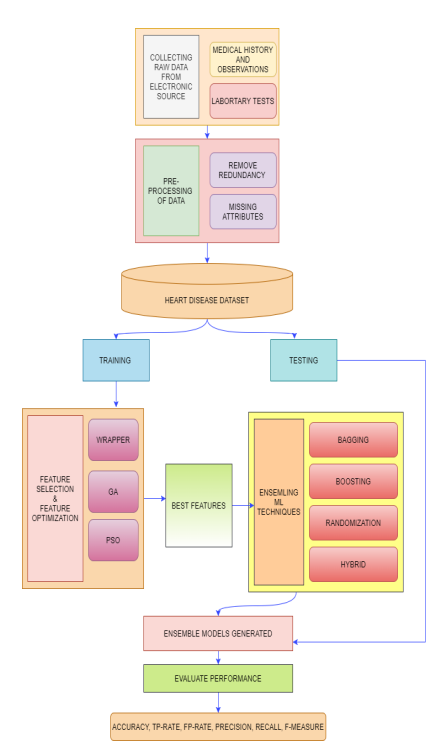 COLLECTING
RAW DATA
FROM
ELECTRONIC
SOURCE
MEDICAL HISTORY
AND
OBSERVATIONS
LABORTARY TESTS
PRE-
PROCESSING
OF DATA
REMOVE
REDUNDANCY
MISSING
ATTRIBUTES
HEART DISEASE DATASET
TRAINING
TESTING
FEATURE
SELECTION
&
FEATURE
OPTIMIZATION
WRAPPER
GA
PSO
BEST FEATURES
ENSEMLING
ML
TECHNIQUES
BAGGING
BOOSTING
RANDOMIZATION
HYBRID
ENSEMBLE MODELS GENERATED
EVALUATE PERFORMANCE
ACCURACY, TP-RATE, FP-RATE, PRECISION, RECALL, F-MEASURE